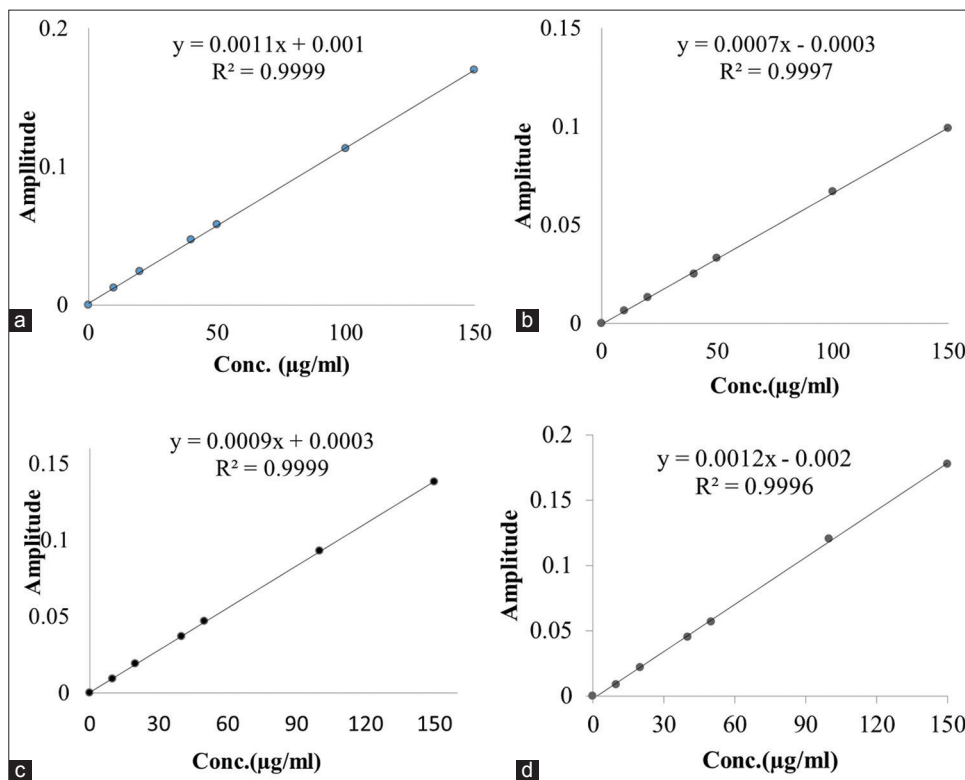 y = 0.0011x + 0.001
R² = 0.9999
0.2
0.1
0
Ampllitude
0 50 100 150
Conc. (µg/ml)
a
y = 0.0007x - 0.0003
R² = 0.9997
0.15
0.1
0.05
0
Amplitude
0 50 100 150
Conc.(µg/ml)
b
y = 0.0009x + 0.0003
R² = 0.9999
0.15
0.1
0.05
0
Amplitude
0 30 60 90 120 150
Conc.(µg/ml)
c
y = 0.0012x - 0.002
R² = 0.9996
0.2
0.15
0.1
0.05
0
Amplitude
0 30 60 90 120 150
Conc.(µg/ml)
d